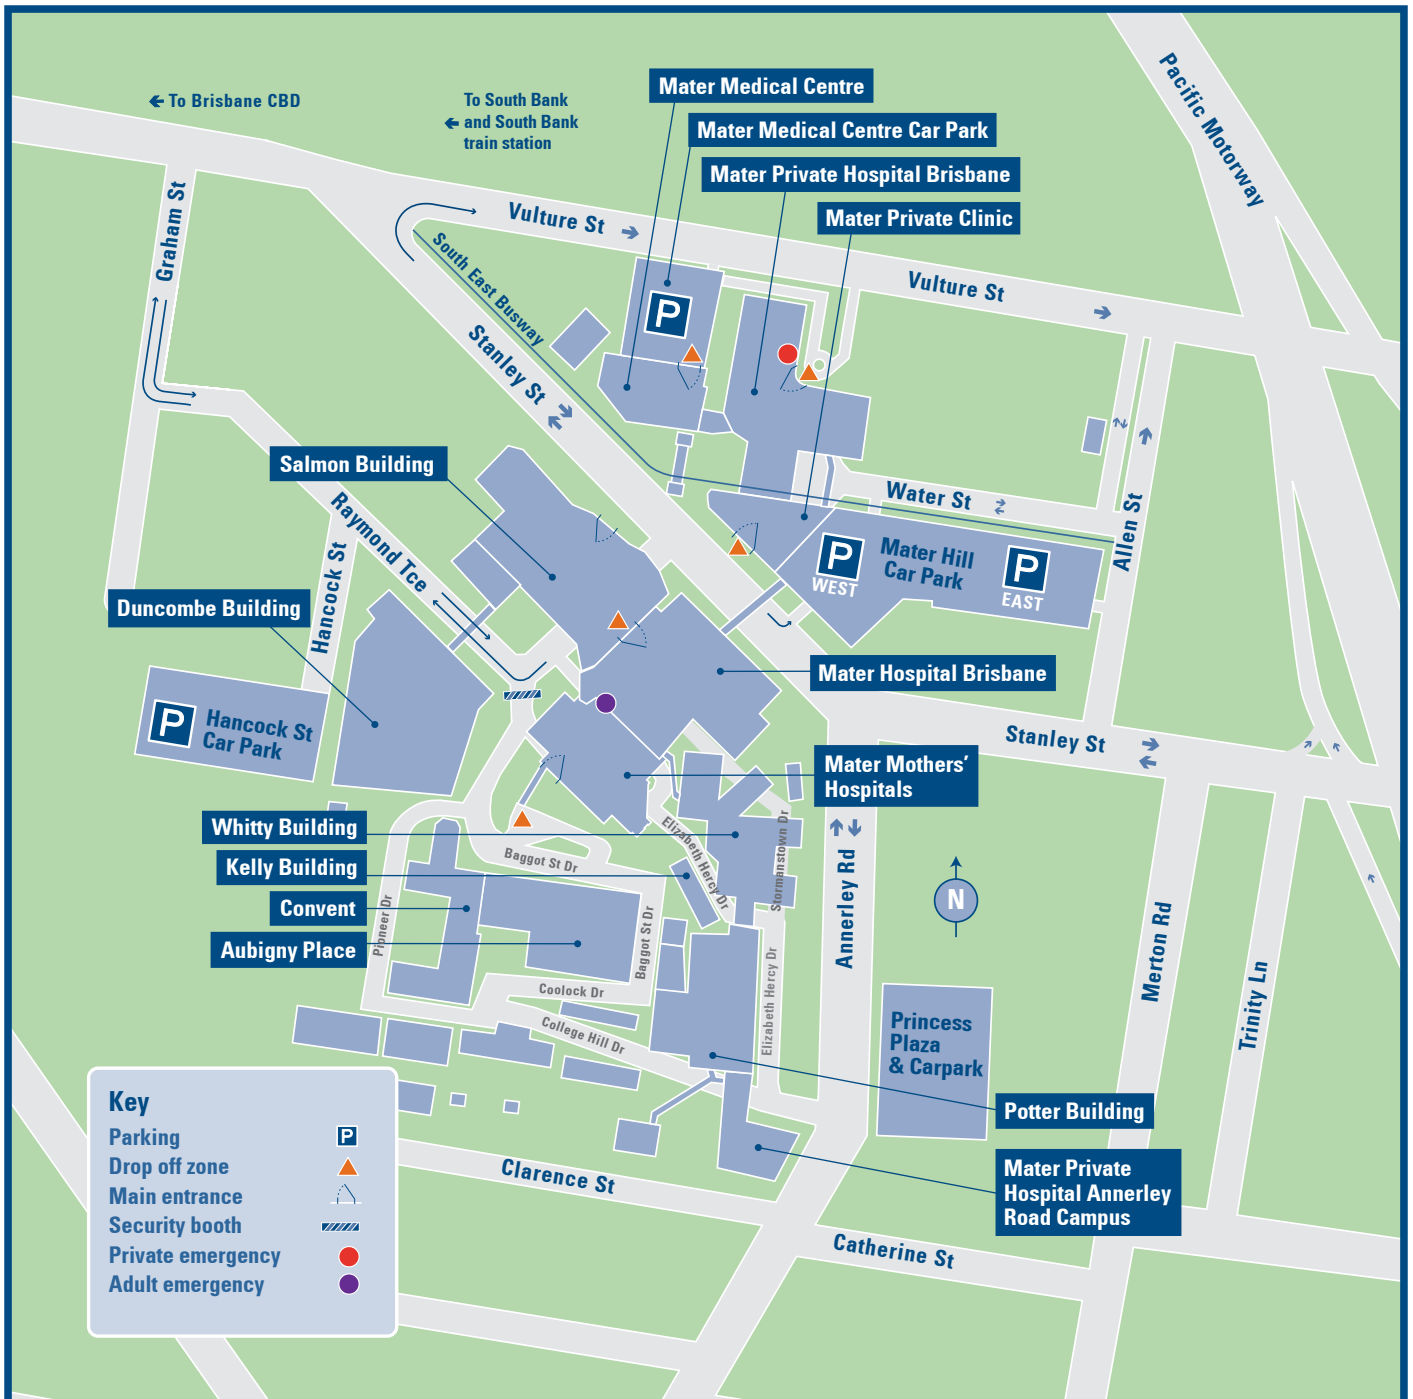 Pacific Motorway
To Brisbane CBD
To South Bank
and South Bank
train station
Mater Medical Centre
Mater Medical Centre Car Park
Mater Private Hospital Brisbane
Mater Private Clinic
Graham St
Vulture St
South East Busway
Vulture St
P
Stanley St
Salmon Building
Raymond Tce
Water St
Allen St
Hancock St
P
WEST
Mater Hill
Car Park
P
EAST
Duncombe Building
Mater Hospital Brisbane
P
Hancock St
Car Park
Stanley St
Mater Mothers'
Hospitals
Whitty Building
Kelly Building
Convent
Aubigny Place
Baggot St Dr
Elizabeth Hercy Dr
Stormanstown Dr
Annerley Rd
N
Pioneer Dr
Baggot St Dr
Elizabeth Hercy Dr
Merton Rd
Trinity Ln
Coolock Dr
College Hill Dr
Princess
Plaza
& Carpark
Potter Building
Mater Private
Hospital Annerley
Road Campus
Clarence St
Catherine St
Key
Parking P
Drop off zone
Main entrance
Security booth
Private emergency
Adult emergency